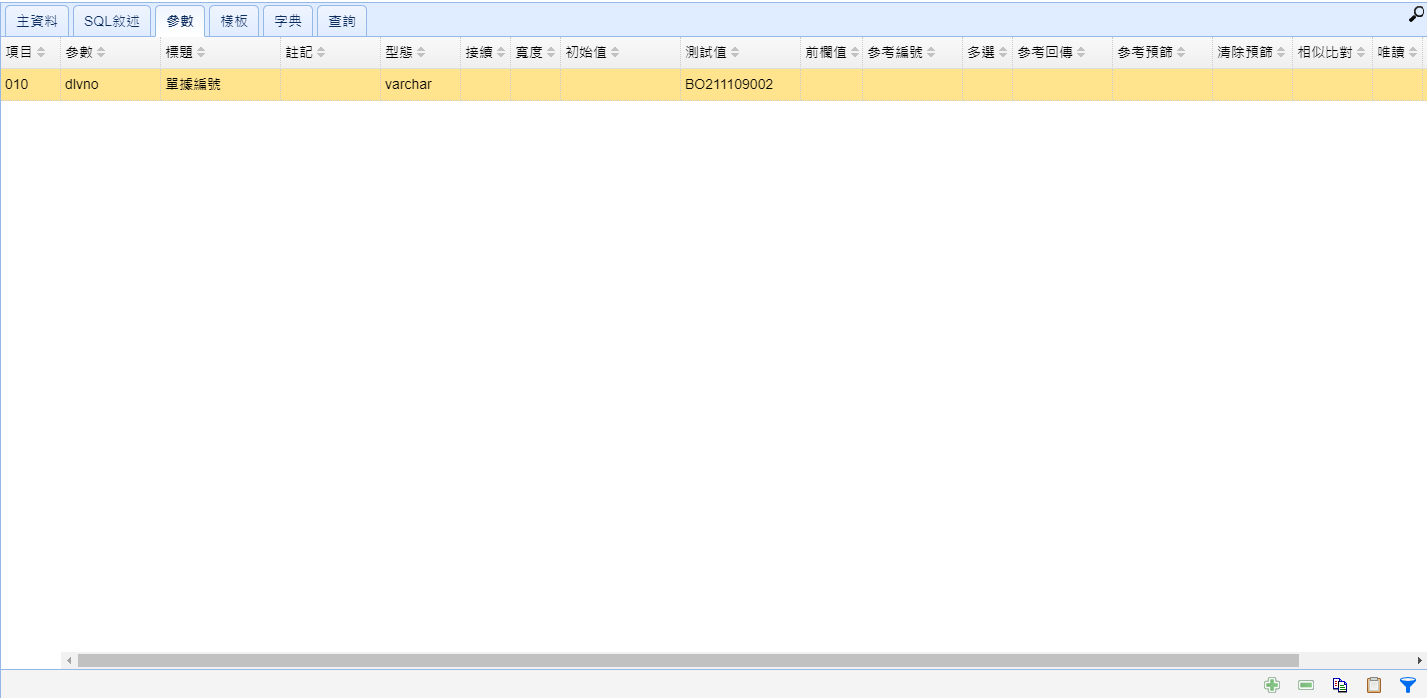 主資料 SQL敘述 參數 樣板 字典 查詢
項目 參數 標題 註記 型態 接續 寬度 初始值 測試值 前欄值 參考編號 多選 參考回傳 參考預篩 清除預篩 相似比對 唯讀
010 dlvno 單據編號 varchar BO211109002